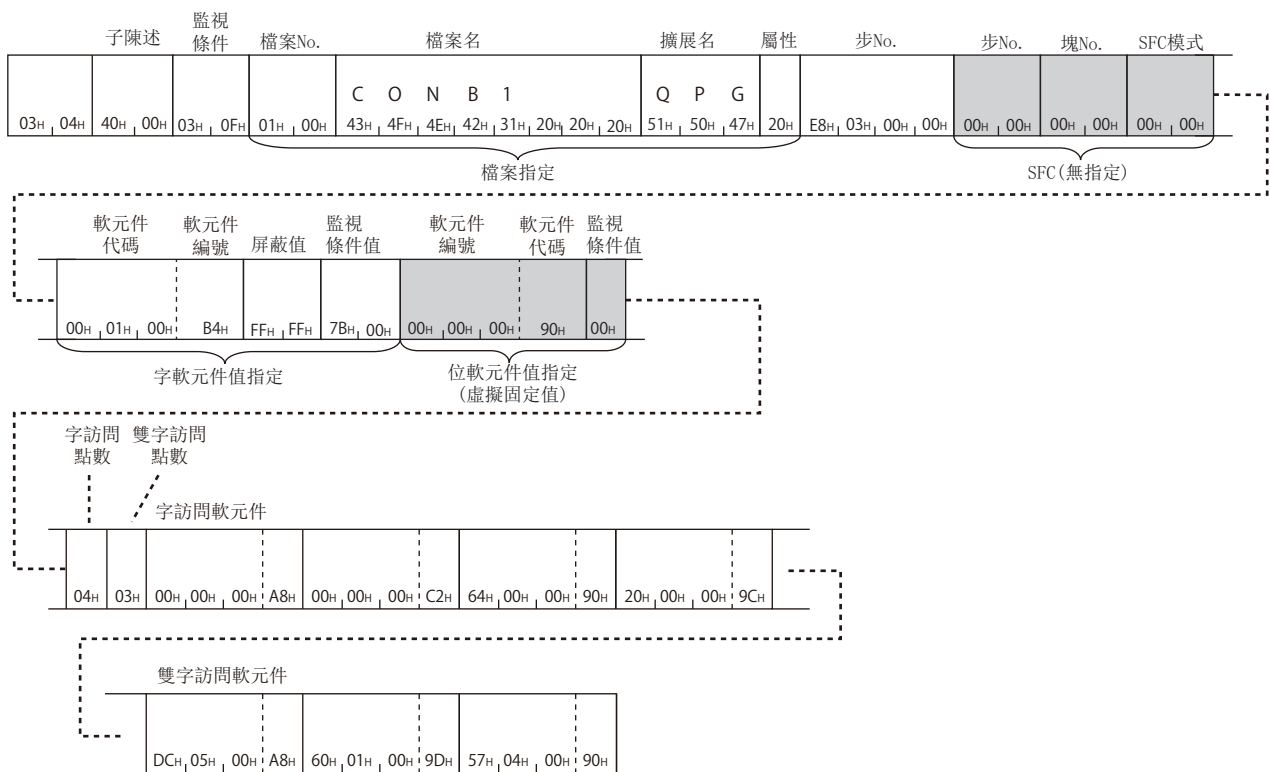 子陳述 監視條件 檔案No. 檔案名 擴展名 屬性 步No. 步No. 塊No. SFC模式
C O N B 1 Q P G
03H 04H 40H 00H 03H 0FH 01H 00H 43H 4FH 4EH 42H 31H 20H 20H 20H 51H 50H 47H 20H E8H 03H 00H 00H 00H 00H 00H 00H 00H 00H
檔案指定 SFC(無指定)
軟元件代碼 軟元件編號 屏蔽值 監視條件值 軟元件編號 軟元件代碼 監視條件值
00H 01H 00H B4H FFH FFH 7BH 00H 00H 00H 00H 90H 00H
字軟元件值指定 位軟元件值指定
(虛擬固定值)
字訪問點數 雙字訪問點數
字訪問軟元件
04H 03H 00H 00H 00H A8H 00H 00H 00H C2H 64H 00H 00H 90H 20H 00H 00H 9CH
雙字訪問軟元件
DCH 05H 00H A8H 60H 01H 00H 9DH 57H 04H 00H 90H